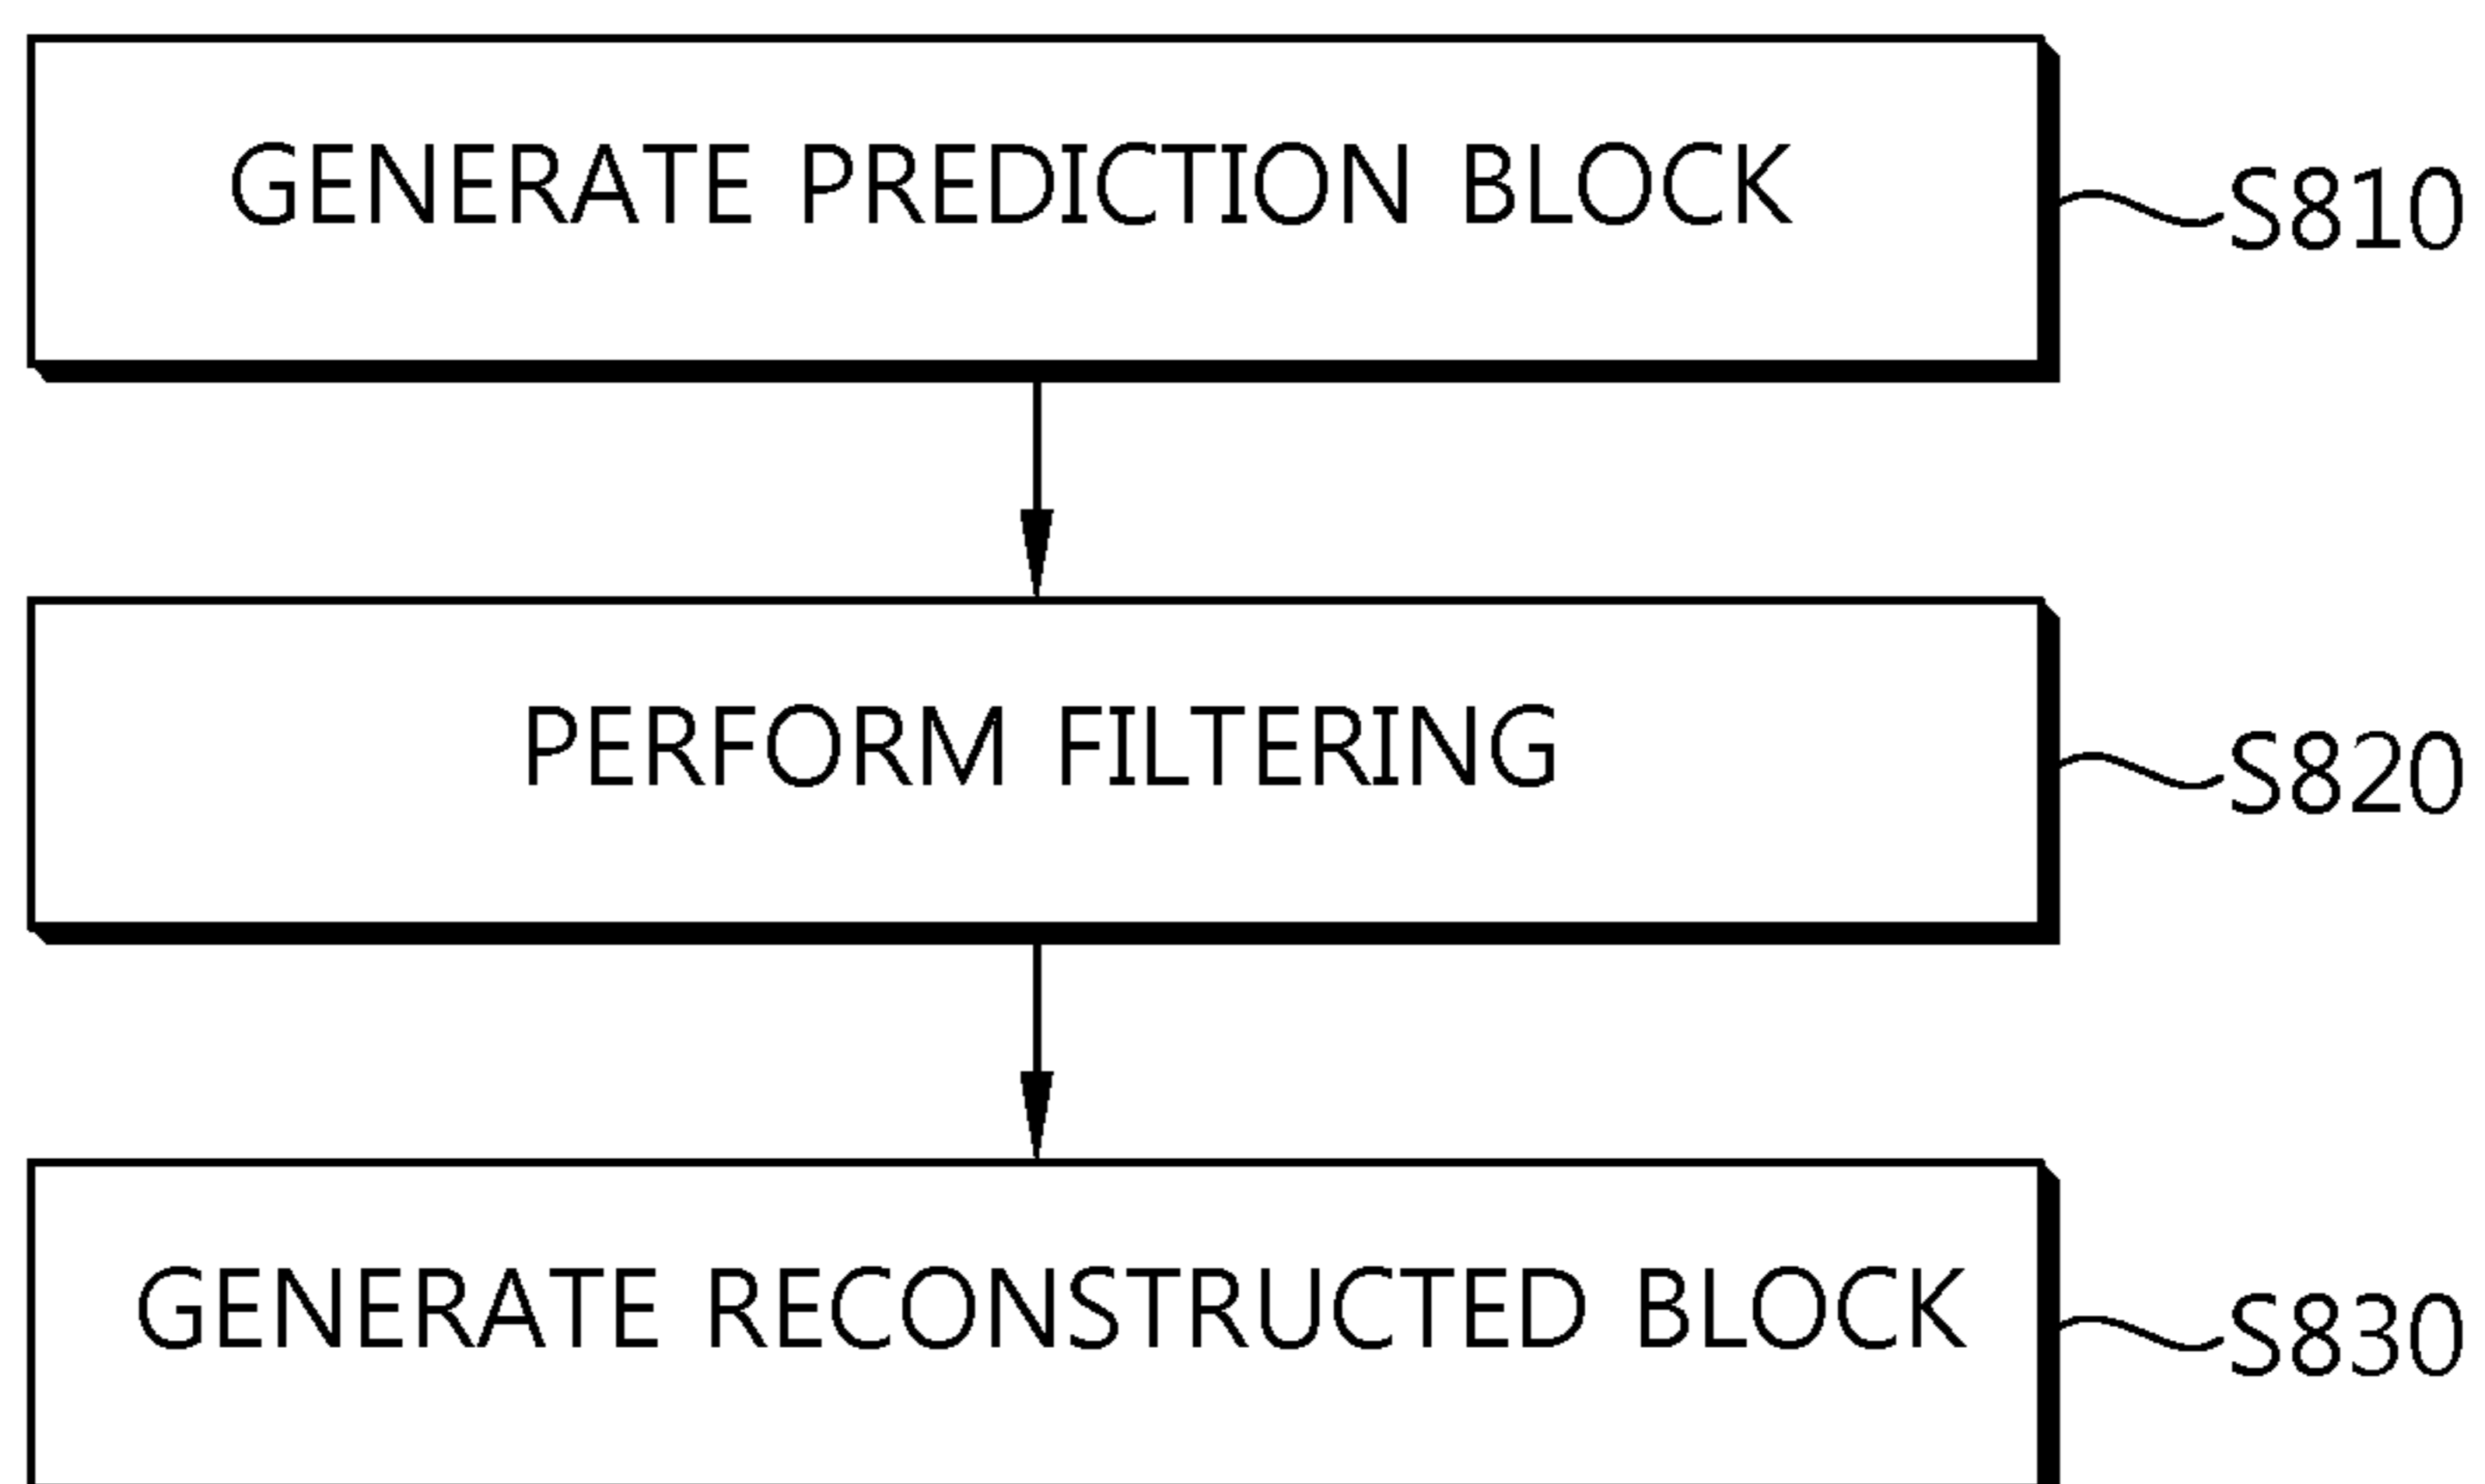 GENERATE PREDICTION BLOCK
S810
PERFORM FILTERING
S820
GENERATE RECONSTRUCTED BLOCK
S830